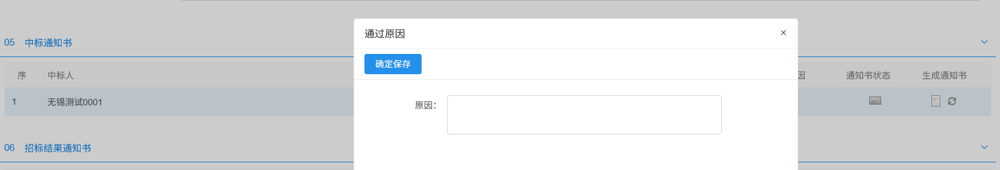 通过原因
×
05 中标通知书
确定保存
序 中标人 因 通知书状态 生成通知书
1 无锡测试0001
原因：
06 招标结果通知书